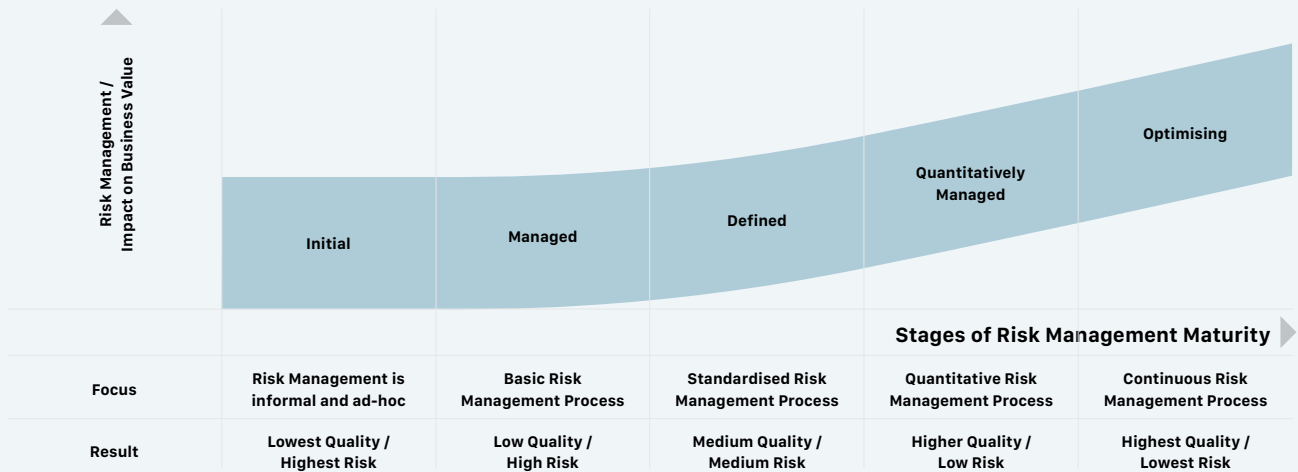 Risk Management /
Impact on Business Value
Initial
Managed
Defined
Quantitatively
Managed
Optimising
Stages of Risk Management Maturity
Focus
Risk Management is
informal and ad-hoc
Basic Risk
Management Process
Standardised Risk
Management Process
Quantitative Risk
Management Process
Continuous Risk
Management Process
Result
Lowest Quality /
Highest Risk
Low Quality /
High Risk
Medium Quality /
Medium Risk
Higher Quality /
Low Risk
Highest Quality /
Lowest Risk